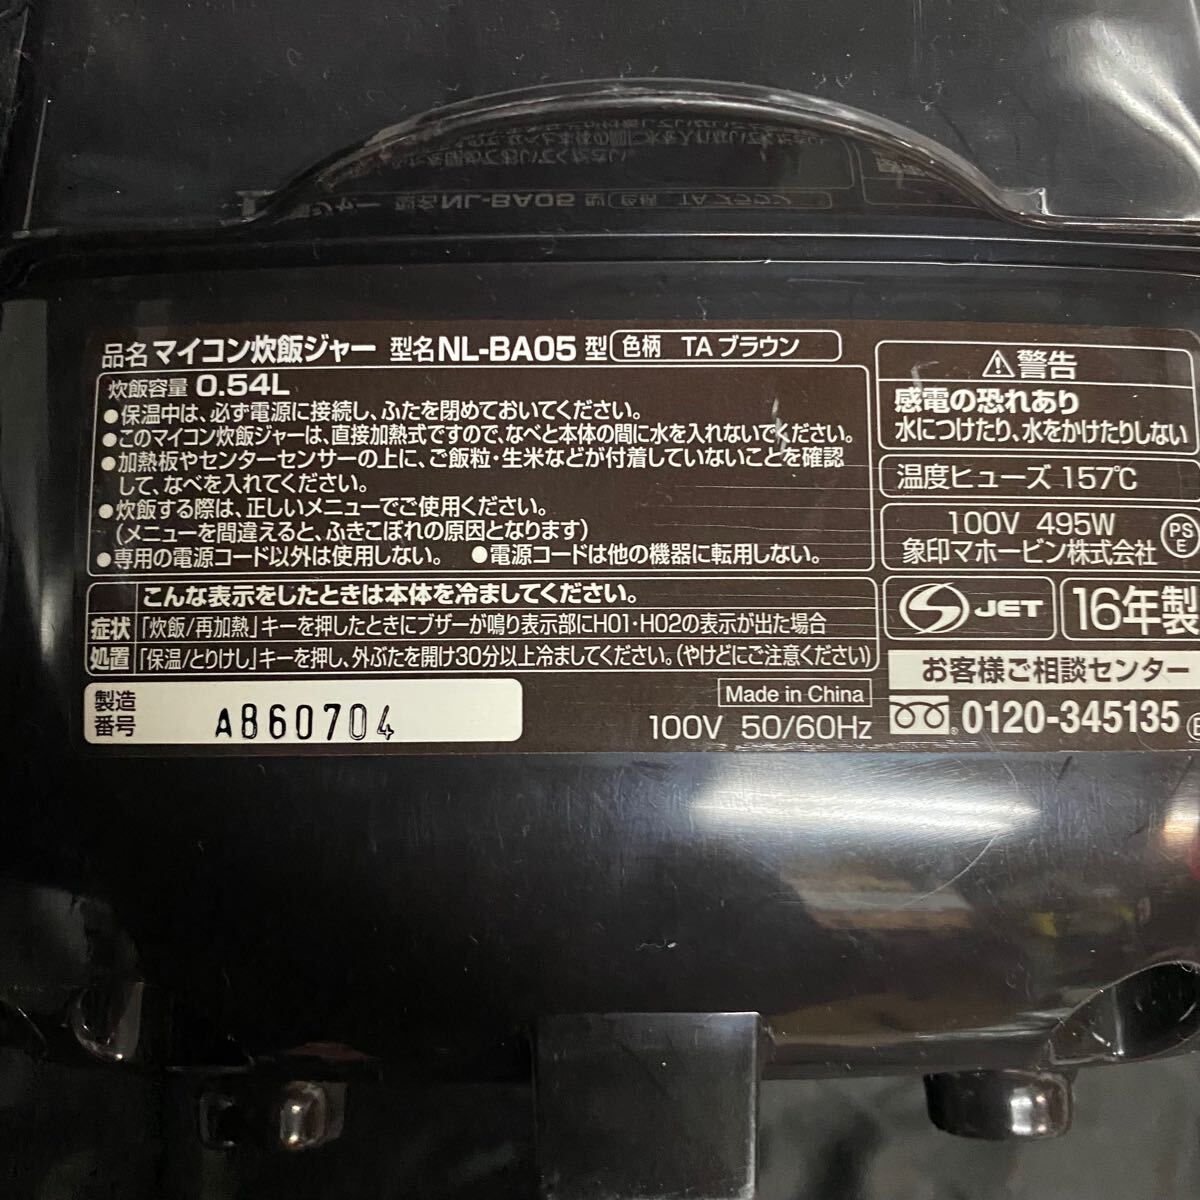 品名 マイコン炊飯ジャー 型名 NL-BA05 型 色柄 TA ブラウン
炊飯容量 0.54L
●保温中は、必ず電源に接続し、ふたを閉めておいてください。
●このマイコン炊飯ジャーは、直接加熱式ですので、なべと本体の間に水を入れないでください。
●加熱板やセンターセンサーの上に、ご飯粒・生米などが付着していないことを確認
して、なべを入れてください。
●炊飯する際は、正しいメニューでご使用ください。
(メニューを間違えると、ふきこぼれの原因となります)
●専用の電源コード以外は使用しない。 ●電源コードは他の機器に転用しない。
こんな表示をしたときは本体を冷ましてください。
症状 「炊飯/再加熱」キーを押したときにブザーが鳴り表示部にH01・H02の表示が出た場合
処置 「保温/とりけし」キーを押し、外ぶたを開け30分以上冷ましてください。(やけどにご注意ください)
製造
番号 A860704
Made in China
100V 50/60Hz
⚠警告
感電の恐れあり
水につけたり、水をかけたりしない
温度ヒューズ 157℃
100V 495W
象印マホービン株式会社
PS
E
JET
16年製
お客様ご相談センター
0120-345135